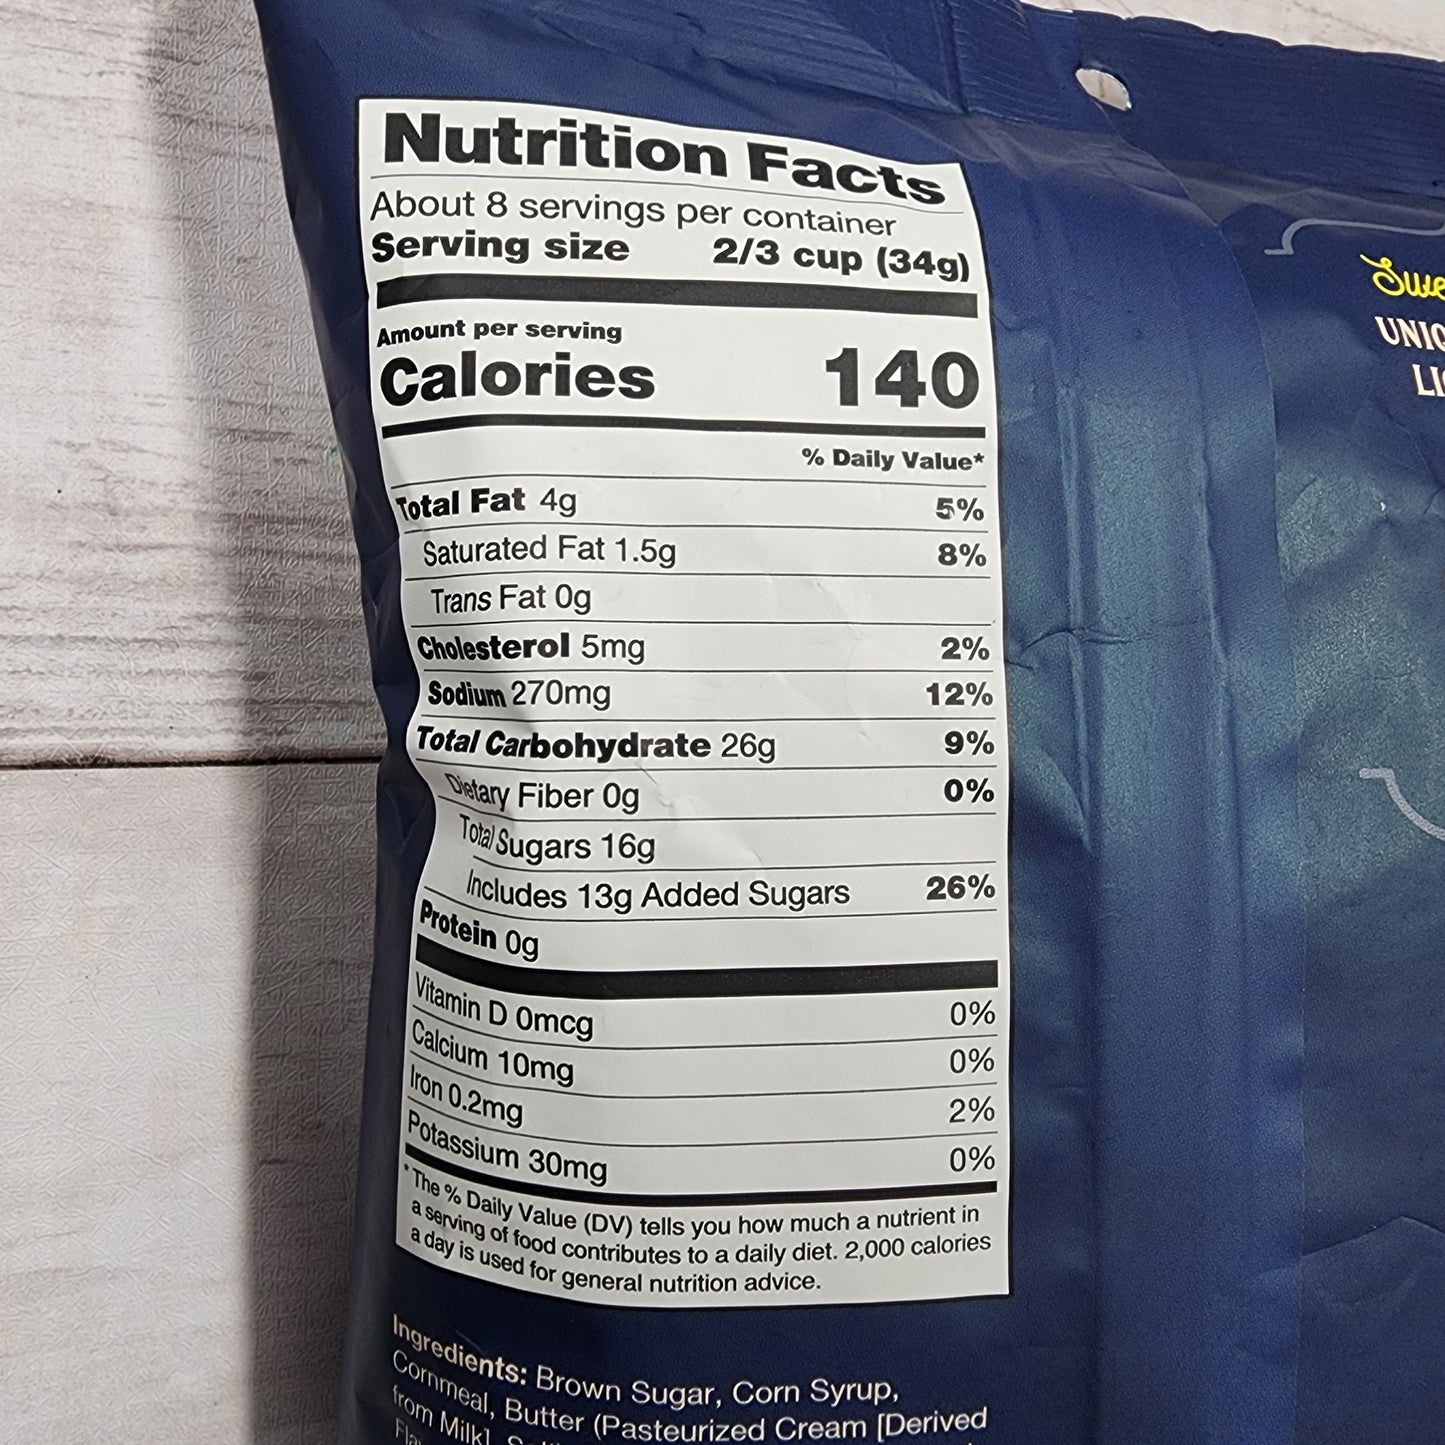 Nutrition Facts
About 8 servings per container
Serving size 2/3 cup (34g)
Amount per serving
Calories 140
% Daily Value*
Total Fat 4g 5%
Saturated Fat 1.5g 8%
Trans Fat 0g
Cholesterol 5mg 2%
Sodium 270mg 12%
Total Carbohydrate 26g 9%
Dietary Fiber 0g 0%
Total Sugars 16g
Includes 13g Added Sugars 26%
Protein 0g
Vitamin D 0mcg 0%
Calcium 10mg 0%
Iron 0.2mg 2%
Potassium 30mg 0%
* The % Daily Value (DV) tells you how much a nutrient in
a serving of food contributes to a daily diet. 2,000 calories
a day is used for general nutrition advice.
Ingredients: Brown Sugar, Corn Syrup,
Cornmeal, Butter (Pasteurized Cream [Derived
from Milk],
Swe
UNIQ